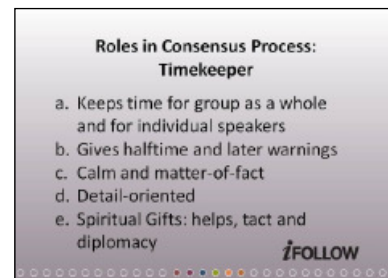 Roles in Consensus Process:
Timekeeper
a. Keeps time for group as a whole
and for individual speakers
b. Gives halftime and later warnings
c. Calm and matter-of-fact
d. Detail-oriented
e. Spiritual Gifts: helps, tact and
diplomacy
iFOLLOW